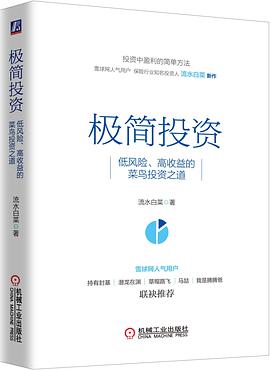 投资中盈利的简单方法
雪球网人气用户 保险行业知名投资人 流水白菜 新作
极简投资
低风险、高收益的
菜鸟投资之道
流水白菜 著
雪球网人气用户
持有封基 | 潜龙在渊 | 草帽路飞 | 马喆 | 我是腾腾爸
联袂推荐
机械工业出版社
CHINA MACHINE PRESS
极简投资
低风险、高收益的
菜鸟投资之道
流水白菜
著
机械工业出版社